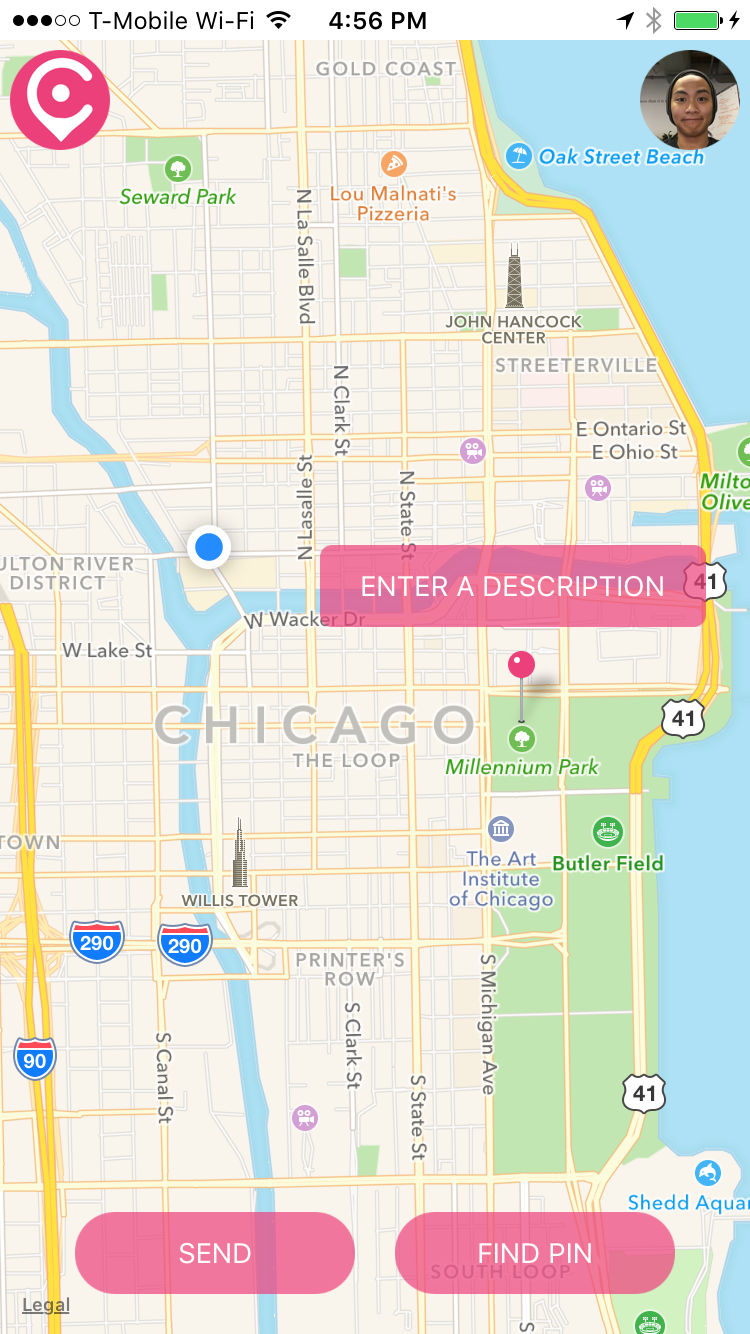 T-Mobile Wi-Fi 4:56 PM
GOLD COAST
Oak Street Beach
Seward Park
Lou Malnati's
Pizzeria
N La Salle Blvd
JOHN HANCOCK
CENTER
STREETERVILLE
N Clark St
E Ontario St
E Ohio St
N Lasalle St
N State St
Milto
Olive
ULTON RIVER
DISTRICT
ENTER A DESCRIPTION
41
W Wacker Dr
W Lake St
41
CHICAGO
THE LOOP
Millennium Park
TOWN
The Art
Institute
of Chicago
Butler Field
WILLIS TOWER
290
290
PRINTER'S
ROW
S Michigan Ave
S Clark St
90
S Canal St
S State St
41
Shedd Aquar
SEND
FIND PIN
SOUTH LOOP
Legal
S